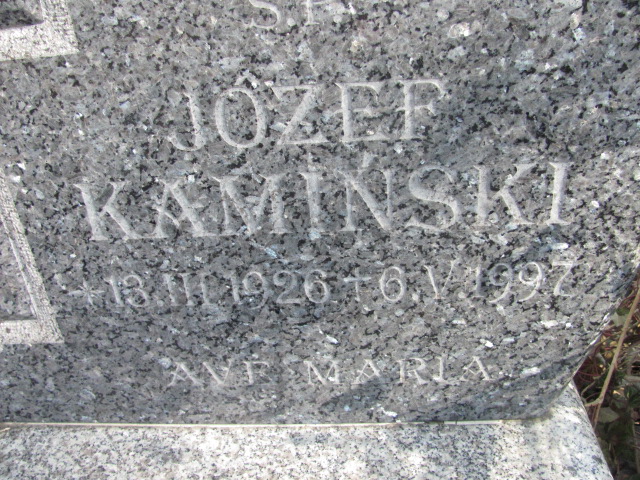 Ś.P.
JÓZEF
KAMIŃSKI
+13.III.1926 +6.V.1997
AVE MARIA